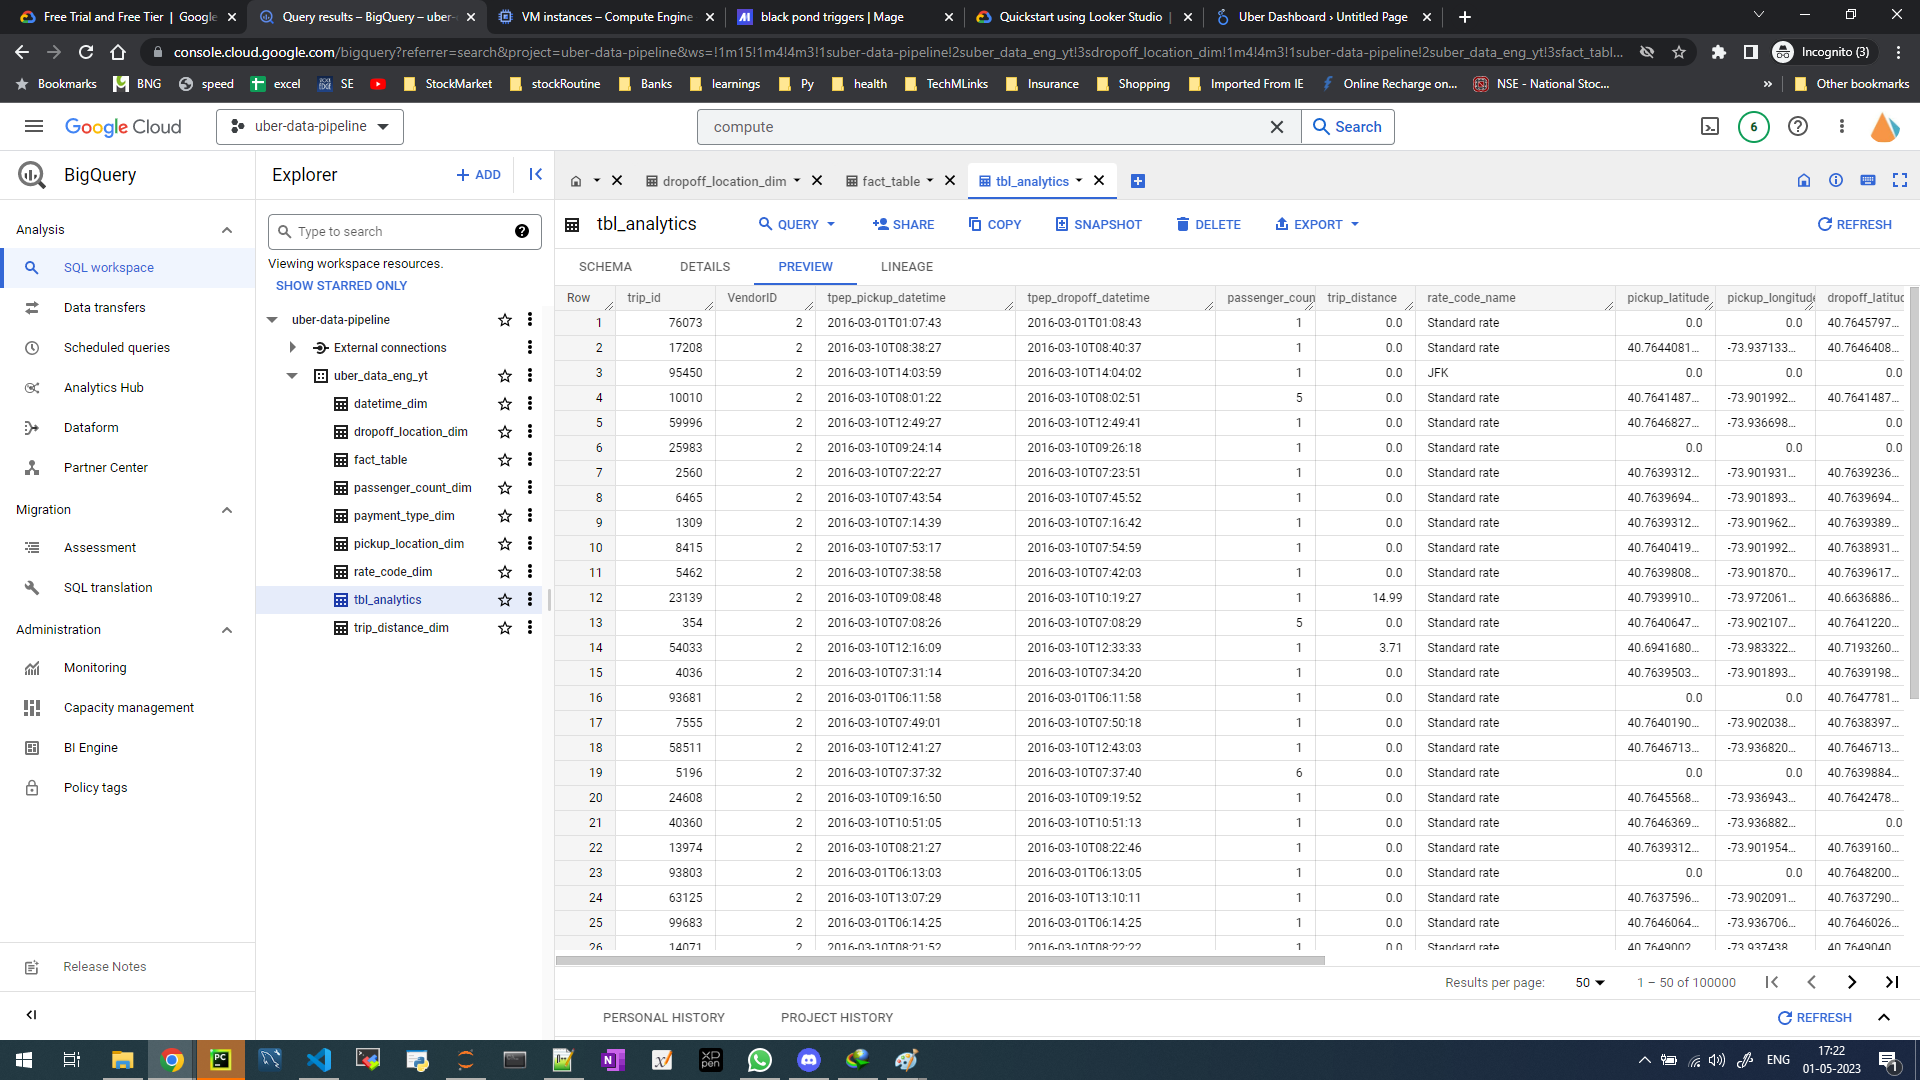 Free Trial and Free Tier | Google
Query results – BigQuery – uber-
VM instances – Compute Engine
black pond triggers | Mage
Quickstart using Looker Studio |
Uber Dashboard › Untitled Page
console.cloud.google.com/bigquery?referrer=search&project=uber-data-pipeline&ws=!1m15!1m4!4m3!1suber-data-pipeline!2suber_data_eng_yt!3sdropoff_location_dim!1m4!4m3!1suber-data-pipeline!2suber_data_eng_yt!3sfact_tabl...
Incognito (3)
Bookmarks BNG speed excel SE StockMarket stockRoutine Banks learnings Py health TechMLinks Insurance Shopping Imported From IE Online Recharge on... NSE - National Stoc... » Other bookmarks
Google Cloud
uber-data-pipeline
compute
Search
6
BigQuery
Analysis
SQL workspace
Data transfers
Scheduled queries
Analytics Hub
Dataform
Partner Center
Migration
Assessment
SQL translation
Administration
Monitoring
Capacity management
BI Engine
Policy tags
Release Notes
Explorer
+ ADD
Type to search
Viewing workspace resources.
SHOW STARRED ONLY
uber-data-pipeline
External connections
uber_data_eng_yt
datetime_dim
dropoff_location_dim
fact_table
passenger_count_dim
payment_type_dim
pickup_location_dim
rate_code_dim
tbl_analytics
trip_distance_dim
dropoff_location_dim
fact_table
tbl_analytics
tbl_analytics
QUERY SHARE COPY SNAPSHOT DELETE EXPORT REFRESH
SCHEMA DETAILS PREVIEW LINEAGE
Row trip_id VendorID tpep_pickup_datetime tpep_dropoff_datetime passenger_coun trip_distance rate_code_name pickup_latitude pickup_longitude dropoff_latituc
1 76073 2 2016-03-01T01:07:43 2016-03-01T01:08:43 1 0.0 Standard rate 0.0 0.0 40.7645797...
2 17208 2 2016-03-10T08:38:27 2016-03-10T08:40:37 1 0.0 Standard rate 40.7644081... -73.937133... 40.7646408...
3 95450 2 2016-03-10T14:03:59 2016-03-10T14:04:02 1 0.0 JFK 0.0 0.0 0.0
4 10010 2 2016-03-10T08:01:22 2016-03-10T08:02:51 5 0.0 Standard rate 40.7641487... -73.901992... 40.7641487...
5 59996 2 2016-03-10T12:49:27 2016-03-10T12:49:41 1 0.0 Standard rate 40.7646827... -73.936698... 0.0
6 25983 2 2016-03-10T09:24:14 2016-03-10T09:26:18 1 0.0 Standard rate 0.0 0.0 0.0
7 2560 2 2016-03-10T07:22:27 2016-03-10T07:23:51 1 0.0 Standard rate 40.7639312... -73.901931... 40.7639236...
8 6465 2 2016-03-10T07:43:54 2016-03-10T07:45:52 1 0.0 Standard rate 40.7639694... -73.901893... 40.7639694...
9 1309 2 2016-03-10T07:14:39 2016-03-10T07:16:42 1 0.0 Standard rate 40.7639312... -73.901962... 40.7639389...
10 8415 2 2016-03-10T07:53:17 2016-03-10T07:54:59 1 0.0 Standard rate 40.7640419... -73.901992... 40.7638931...
11 5462 2 2016-03-10T07:38:58 2016-03-10T07:42:03 1 0.0 Standard rate 40.7639808... -73.901870... 40.7639617...
12 23139 2 2016-03-10T09:08:48 2016-03-10T10:19:27 1 14.99 Standard rate 40.7939910... -73.972061... 40.6636886...
13 354 2 2016-03-10T07:08:26 2016-03-10T07:08:29 5 0.0 Standard rate 40.7640647... -73.902107... 40.7641220...
14 54033 2 2016-03-10T12:16:09 2016-03-10T12:33:33 1 3.71 Standard rate 40.6941680... -73.983322... 40.7193260...
15 4036 2 2016-03-10T07:31:14 2016-03-10T07:34:20 1 0.0 Standard rate 40.7639503... -73.901893... 40.7639198...
16 93681 2 2016-03-01T06:11:58 2016-03-01T06:11:58 1 0.0 Standard rate 0.0 0.0 40.7647781...
17 7555 2 2016-03-10T07:49:01 2016-03-10T07:50:18 1 0.0 Standard rate 40.7640190... -73.902038... 40.7638397...
18 58511 2 2016-03-10T12:41:27 2016-03-10T12:43:03 1 0.0 Standard rate 40.7646713... -73.936820... 40.7646713...
19 5196 2 2016-03-10T07:37:32 2016-03-10T07:37:40 6 0.0 Standard rate 0.0 0.0 40.7639884...
20 24608 2 2016-03-10T09:16:50 2016-03-10T09:19:52 1 0.0 Standard rate 40.7645568... -73.936943... 40.7642478...
21 40360 2 2016-03-10T10:51:05 2016-03-10T10:51:13 1 0.0 Standard rate 40.7646369... -73.936882... 0.0
22 13974 2 2016-03-10T08:21:27 2016-03-10T08:22:46 1 0.0 Standard rate 40.7639312... -73.901954... 40.7639160...
23 93803 2 2016-03-01T06:13:03 2016-03-01T06:13:05 1 0.0 Standard rate 0.0 0.0 40.7648200...
24 63125 2 2016-03-10T13:07:29 2016-03-10T13:10:11 1 0.0 Standard rate 40.7637596... -73.902091... 40.7637290...
25 99683 2 2016-03-01T06:14:25 2016-03-01T06:14:25 1 0.0 Standard rate 40.7646064... -73.936706... 40.7646026...
26 14071 2 2016-03-10T08:21:52 2016-03-10T08:22:22 1 0.0 Standard rate 40.7649002... -73.937438... 40.7649040...
Results per page: 50 1 – 50 of 100000
PERSONAL HISTORY PROJECT HISTORY REFRESH
PC
XP PEN
ENG
17:22
01-05-2023
1